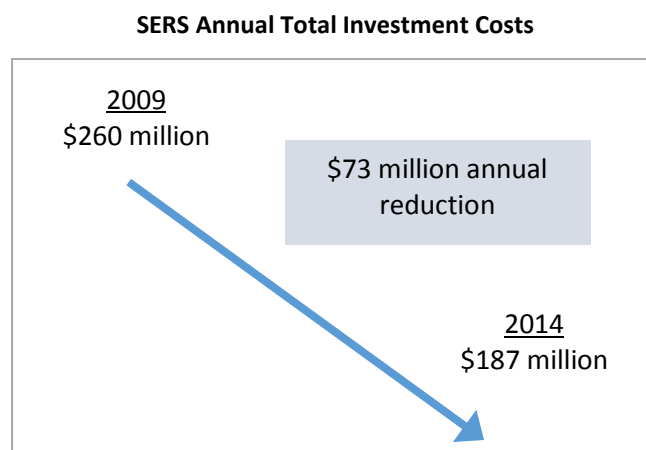 SERS Annual Total Investment Costs
2009
$260 million
$73 million annual
reduction
2014
$187 million